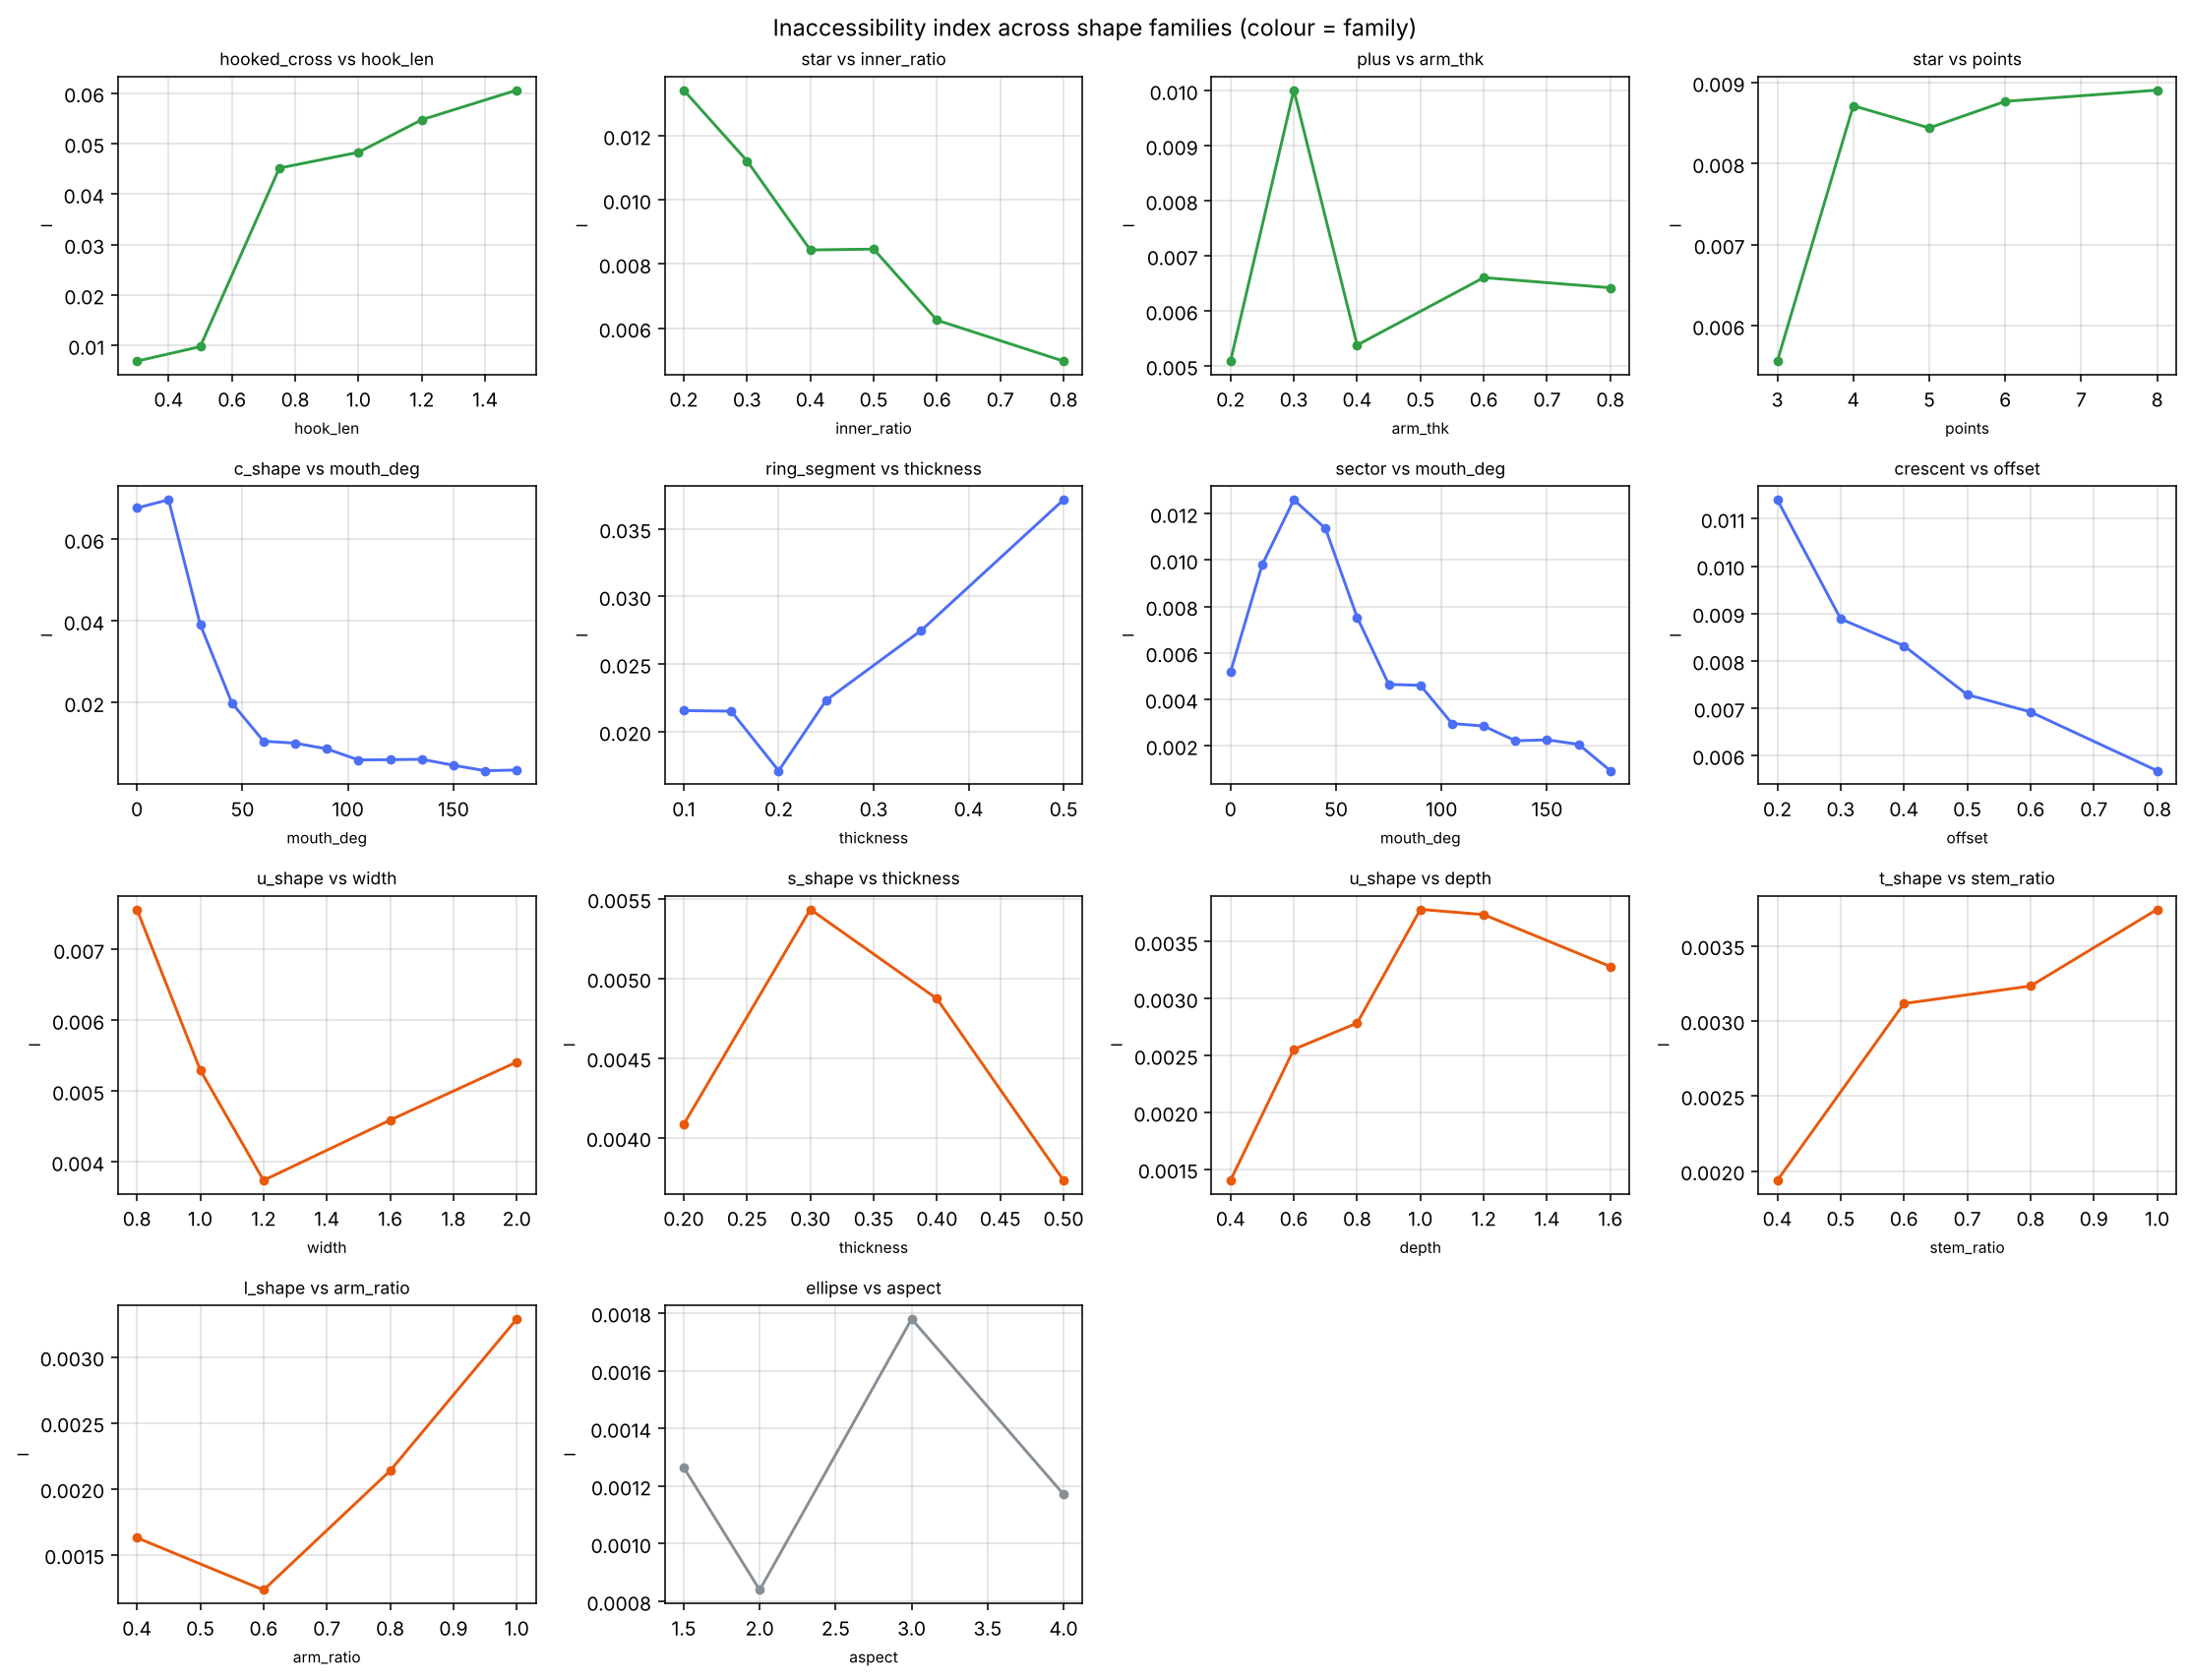 Inaccessibility index across shape families (colour = family)
hooked_cross vs hook_len
0.06
0.05
0.04
0.03
0.02
0.01
I
0.4 0.6 0.8 1.0 1.2 1.4
hook_len
star vs inner_ratio
0.012
0.010
0.008
0.006
I
0.2 0.3 0.4 0.5 0.6 0.7 0.8
inner_ratio
plus vs arm_thk
0.010
0.009
0.008
0.007
0.006
0.005
I
0.2 0.3 0.4 0.5 0.6 0.7 0.8
arm_thk
star vs points
0.009
0.008
0.007
0.006
I
3 4 5 6 7 8
points
c_shape vs mouth_deg
0.06
0.04
0.02
I
0 50 100 150
mouth_deg
ring_segment vs thickness
0.035
0.030
0.025
0.020
I
0.1 0.2 0.3 0.4 0.5
thickness
sector vs mouth_deg
0.012
0.010
0.008
0.006
0.004
0.002
I
0 50 100 150
mouth_deg
crescent vs offset
0.011
0.010
0.009
0.008
0.007
0.006
I
0.2 0.3 0.4 0.5 0.6 0.7 0.8
offset
u_shape vs width
0.007
0.006
0.005
0.004
I
0.8 1.0 1.2 1.4 1.6 1.8 2.0
width
s_shape vs thickness
0.0055
0.0050
0.0045
0.0040
I
0.20 0.25 0.30 0.35 0.40 0.45 0.50
thickness
u_shape vs depth
0.0035
0.0030
0.0025
0.0020
0.0015
I
0.4 0.6 0.8 1.0 1.2 1.4 1.6
depth
t_shape vs stem_ratio
0.0035
0.0030
0.0025
0.0020
I
0.4 0.5 0.6 0.7 0.8 0.9 1.0
stem_ratio
l_shape vs arm_ratio
0.0030
0.0025
0.0020
0.0015
I
0.4 0.5 0.6 0.7 0.8 0.9 1.0
arm_ratio
ellipse vs aspect
0.0018
0.0016
0.0014
0.0012
0.0010
0.0008
I
1.5 2.0 2.5 3.0 3.5 4.0
aspect